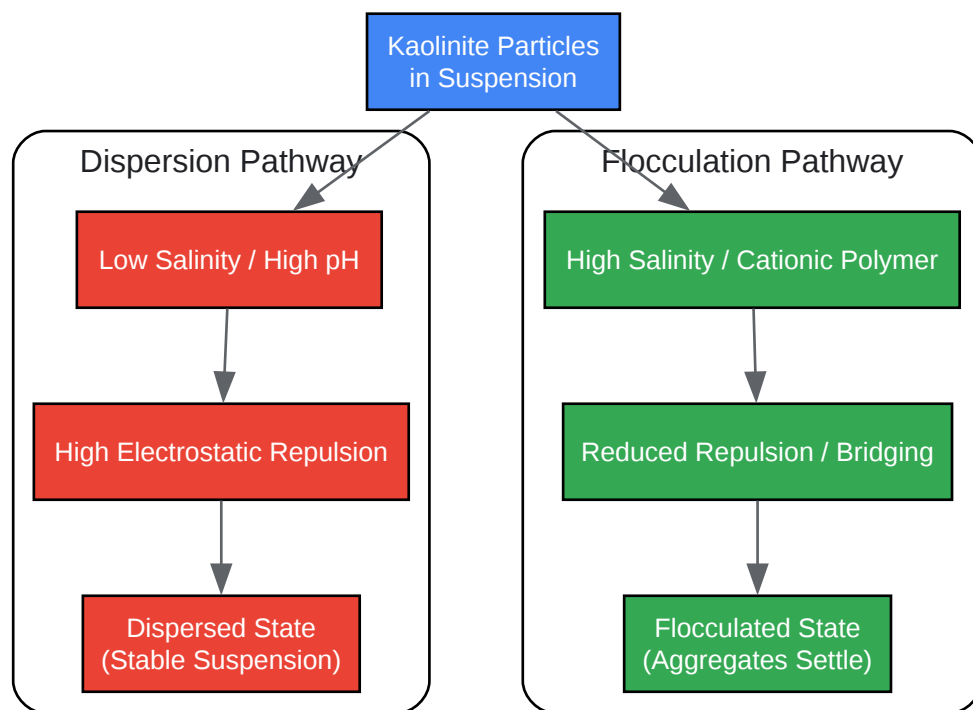 Kaolinite Particles
in Suspension
Dispersion Pathway
Low Salinity / High pH
High Electrostatic Repulsion
Dispersed State
(Stable Suspension)
Flocculation Pathway
High Salinity / Cationic Polymer
Reduced Repulsion / Bridging
Flocculated State
(Aggregates Settle)